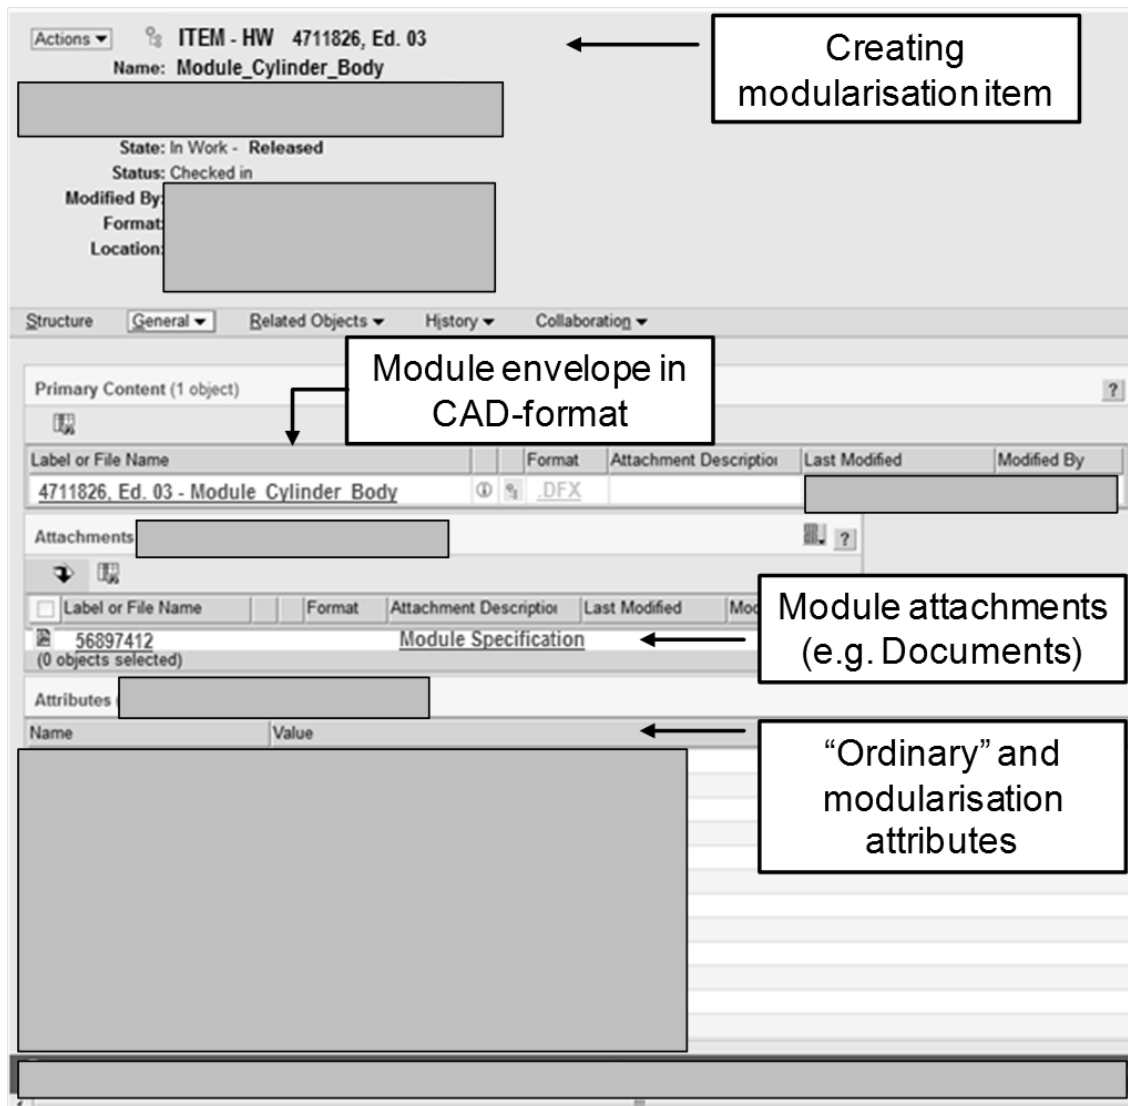 Actions ITEM - HW 4711826, Ed. 03
Name: Module_Cylinder_Body
Creating
modularisation item
State: In Work - Released
Status: Checked in
Modified By:
Format:
Location:
Structure General Related Objects History Collaboration
Module envelope in
CAD-format
Primary Content (1 object) ?
Label or File Name Format Attachment Descriptio Last Modified Modified By
4711826, Ed. 03 - Module_Cylinder_Body .DFX
Attachments ?
Label or File Name Format Attachment Descriptio Last Modified Mod
56897412 Module Specification
(0 objects selected)
Module attachments
(e.g. Documents)
Attributes (
Name Value
“Ordinary” and
modularisation
attributes